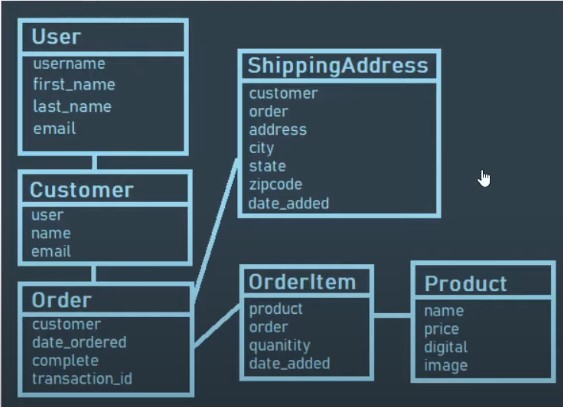 User
username
first_name
last_name
email
Customer
user
name
email
Order
customer
date_ordered
complete
transaction_id
ShippingAddress
customer
order
address
city
state
zipcode
date_added
OrderItem
product
order
quanitity
date_added
Product
name
price
digital
image